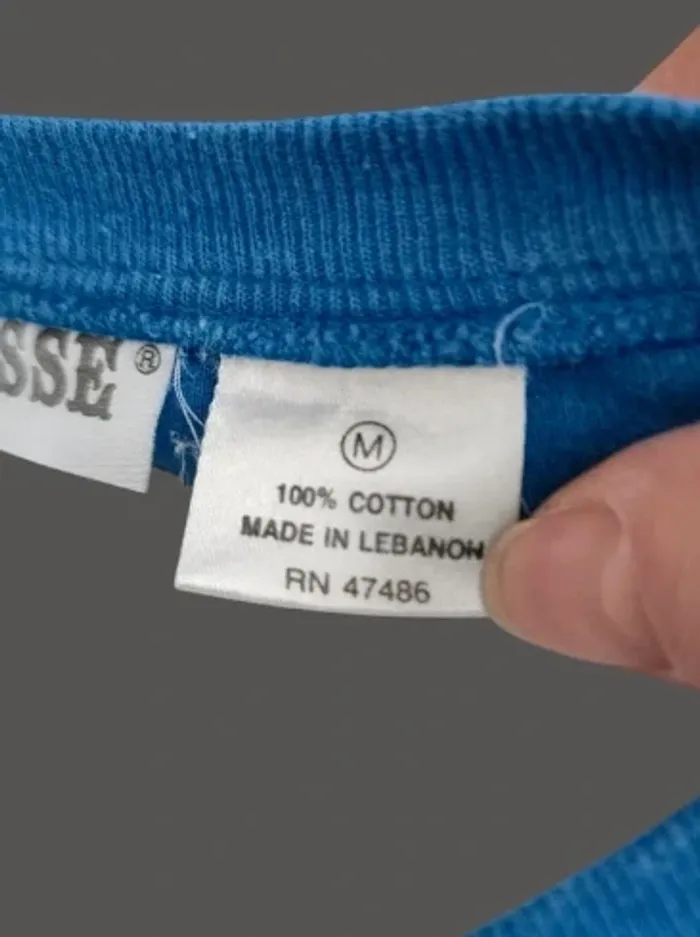 SSE®
M
100% COTTON
MADE IN LEBANON
RN 47486